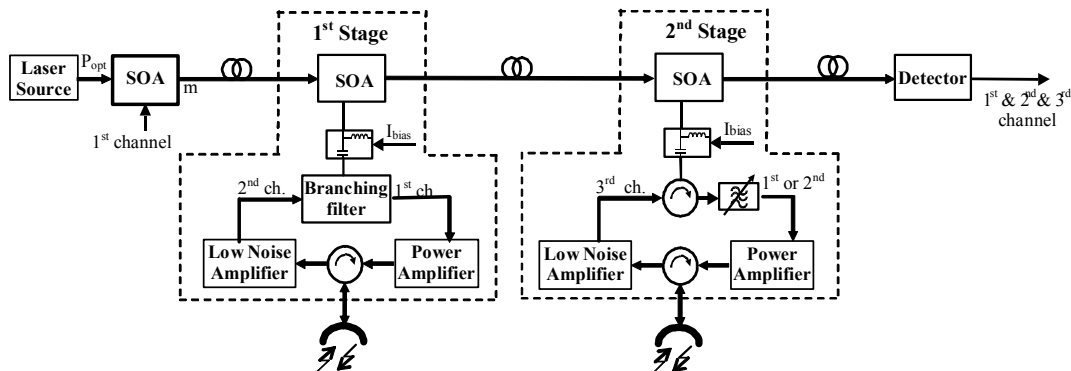 1st Stage
2nd Stage
Laser
Source
Popt
SOA
m
1st channel
SOA
SOA
Detector
1st & 2nd & 3rd
channel
Ibias
Ibias
2nd ch.
Branching
filter
1st ch
3rd ch.
1st or 2nd
Low Noise
Amplifier
Power
Amplifier
Low Noise
Amplifier
Power
Amplifier